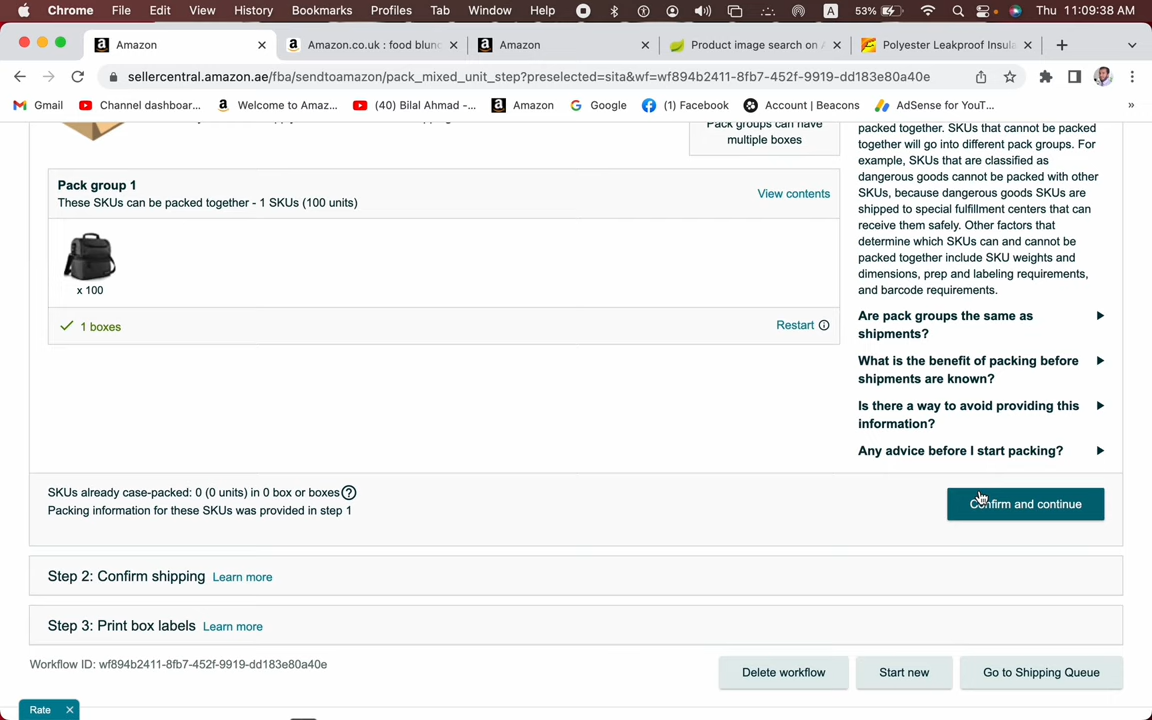 Chrome File Edit View History Bookmarks Profiles Tab Window Help A 53% Thu 11:09:38 AM
Amazon Amazon.co.uk : food blunc Amazon Product image search on A Polyester Leakproof Insula
sellercentral.amazon.ae/fba/sendtoamazon/pack_mixed_unit_step?preselected=sita&wf=wf894b2411-8fb7-452f-9919-dd183e80a40e
Gmail Channel dashboar... Welcome to Amaz... (40) Bilal Ahmad -... Amazon Google (1) Facebook Account | Beacons AdSense for YouT... »
Pack groups can have
multiple boxes
Pack group 1
These SKUs can be packed together - 1 SKUs (100 units)
View contents
x 100
1 boxes
Restart
packed together. SKUs that cannot be packed
together will go into different pack groups. For
example, SKUs that are classified as
dangerous goods cannot be packed with other
SKUs, because dangerous goods SKUs are
shipped to special fulfillment centers that can
receive them safely. Other factors that
determine which SKUs can and cannot be
packed together include SKU weights and
dimensions, prep and labeling requirements,
and barcode requirements.
Are pack groups the same as
shipments?
What is the benefit of packing before
shipments are known?
Is there a way to avoid providing this
information?
Any advice before I start packing?
SKUs already case-packed: 0 (0 units) in 0 box or boxes
Packing information for these SKUs was provided in step 1
Confirm and continue
Step 2: Confirm shipping Learn more
Step 3: Print box labels Learn more
Workflow ID: wf894b2411-8fb7-452f-9919-dd183e80a40e
Delete workflow Start new Go to Shipping Queue
Rate